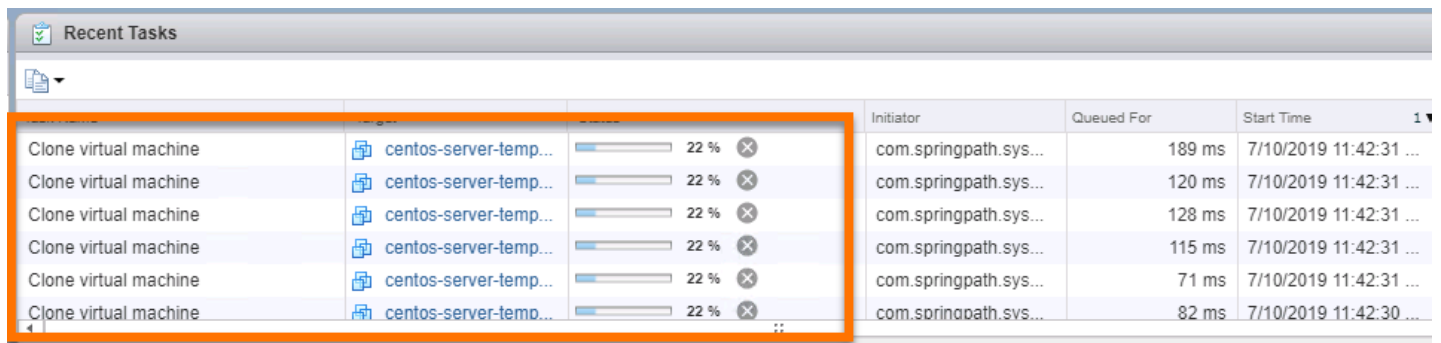 Recent Tasks
Initiator Queued For Start Time 1
Clone virtual machine centos-server-temp... 22 % com.springpath.sys... 189 ms 7/10/2019 11:42:31 ...
Clone virtual machine centos-server-temp... 22 % com.springpath.sys... 120 ms 7/10/2019 11:42:31 ...
Clone virtual machine centos-server-temp... 22 % com.springpath.sys... 128 ms 7/10/2019 11:42:31 ...
Clone virtual machine centos-server-temp... 22 % com.springpath.sys... 115 ms 7/10/2019 11:42:31 ...
Clone virtual machine centos-server-temp... 22 % com.springpath.sys... 71 ms 7/10/2019 11:42:31 ...
Clone virtual machine centos-server-temp... 22 % com.springpath.sys... 82 ms 7/10/2019 11:42:30 ...